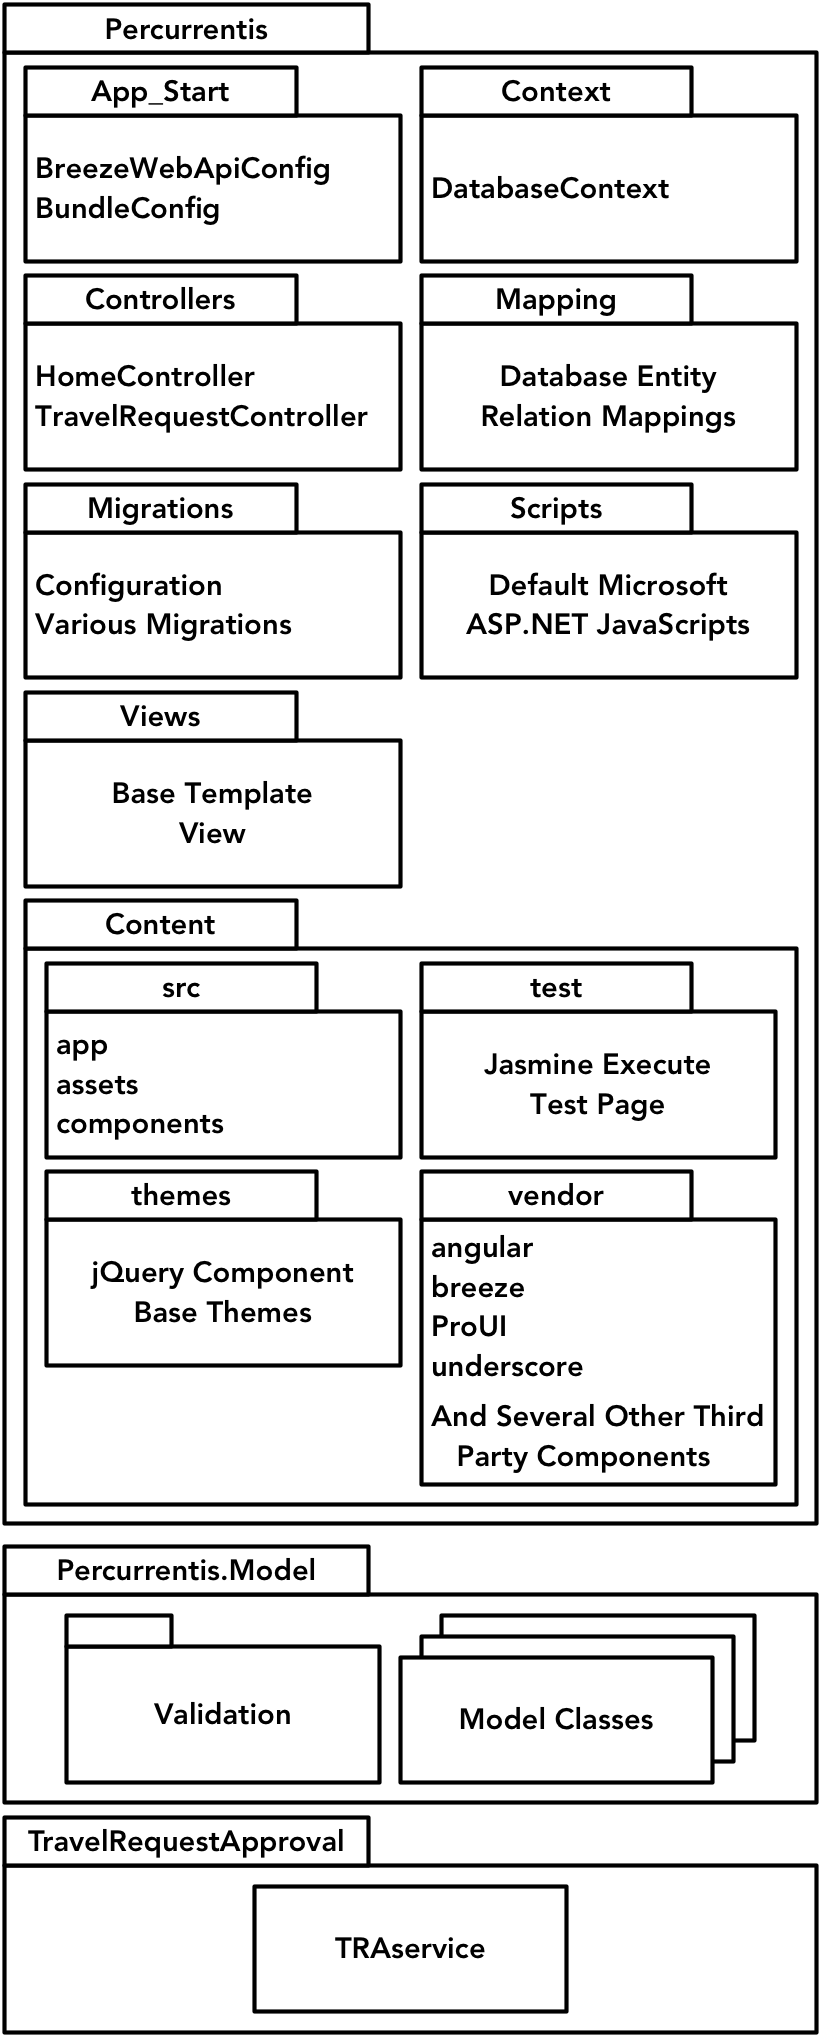 Percurrentis
App_Start
BreezeWebApiConfig
BundleConfig
Context
DatabaseContext
Controllers
HomeController
TravelRequestController
Mapping
Database Entity
Relation Mappings
Migrations
Configuration
Various Migrations
Scripts
Default Microsoft
ASP.NET JavaScripts
Views
Base Template
View
Content
src
app
assets
components
test
Jasmine Execute
Test Page
themes
jQuery Component
Base Themes
vendor
angular
breeze
ProUI
underscore
And Several Other Third
Party Components
Percurrentis.Model
Validation
Model Classes
TravelRequestApproval
TRAservice